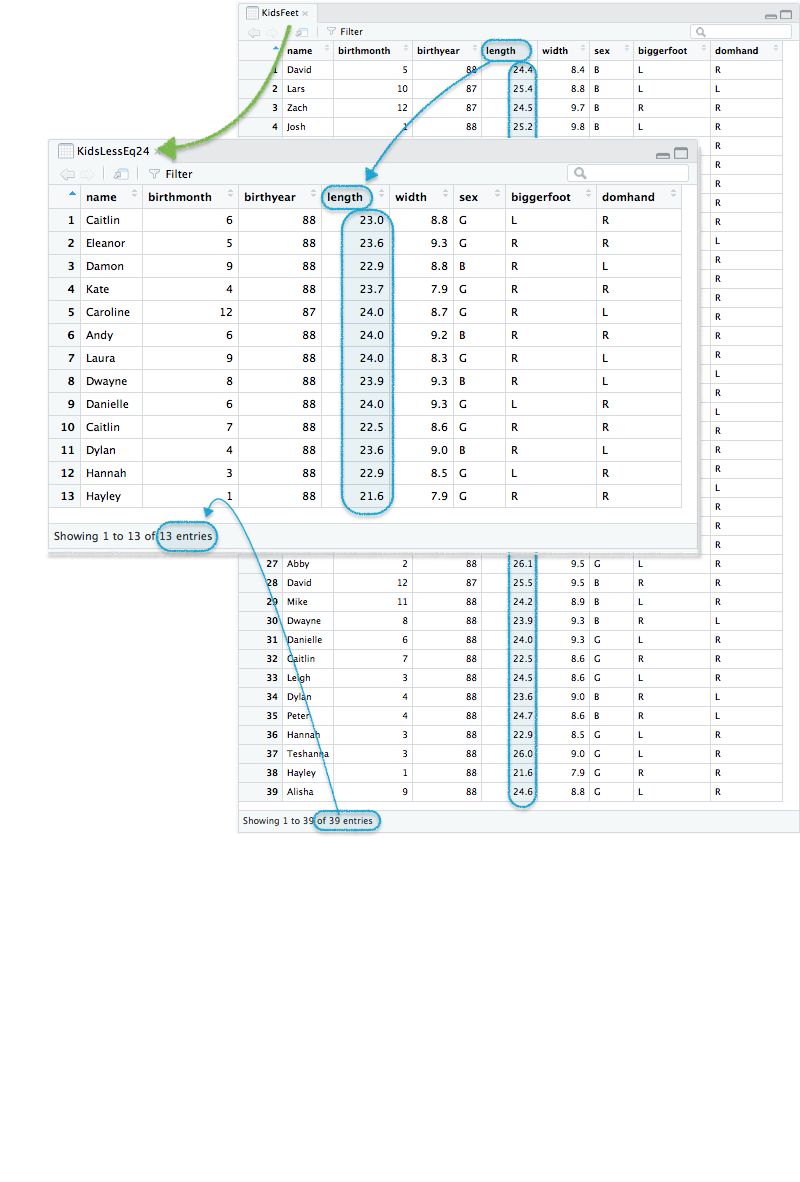 KidsFeet
Filter
name birthmonth birthyear length width sex biggerfoot domhand
1 David 5 88 24.4 8.4 B L R
2 Lars 10 87 25.4 8.8 B L L
3 Zach 12 87 24.5 9.7 B R R
4 Josh 1 88 25.2 9.8 B L R
KidsLessEq24
Filter
name birthmonth birthyear length width sex biggerfoot domhand
1 Caitlin 6 88 23.0 8.8 G L R
2 Eleanor 5 88 23.6 9.3 G R R
3 Damon 9 88 22.9 8.8 B R L
4 Kate 4 88 23.7 7.9 G R R
5 Caroline 12 87 24.0 8.7 G R L
6 Andy 6 88 24.0 9.2 B R R
7 Laura 9 88 24.0 8.3 G R L
8 Dwayne 8 88 23.9 9.3 B R L
9 Danielle 6 88 24.0 9.3 G L R
10 Caitlin 7 88 22.5 8.6 G R R
11 Dylan 4 88 23.6 9.0 B R L
12 Hannah 3 88 22.9 8.5 G L R
13 Hayley 1 88 21.6 7.9 G R R
Showing 1 to 13 of 13 entries
R
R
R
R
R
L
R
R
R
R
R
R
L
R
L
R
R
R
L
R
R
R
27 Abby 2 88 26.1 9.5 G L R
28 David 12 87 25.5 9.5 B R R
29 Mike 11 88 24.2 8.9 B L R
30 Dwayne 8 88 23.9 9.3 B R L
31 Danielle 6 88 24.0 9.3 G L R
32 Caitlin 7 88 22.5 8.6 G R R
33 Leigh 3 88 24.5 8.6 G L R
34 Dylan 4 88 23.6 9.0 B R L
35 Peter 4 88 24.7 8.6 B R L
36 Hannah 3 88 22.9 8.5 G L R
37 Teshanna 3 88 26.0 9.0 G L R
38 Hayley 1 88 21.6 7.9 G R R
39 Alisha 9 88 24.6 8.8 G L R
Showing 1 to 39 of 39 entries